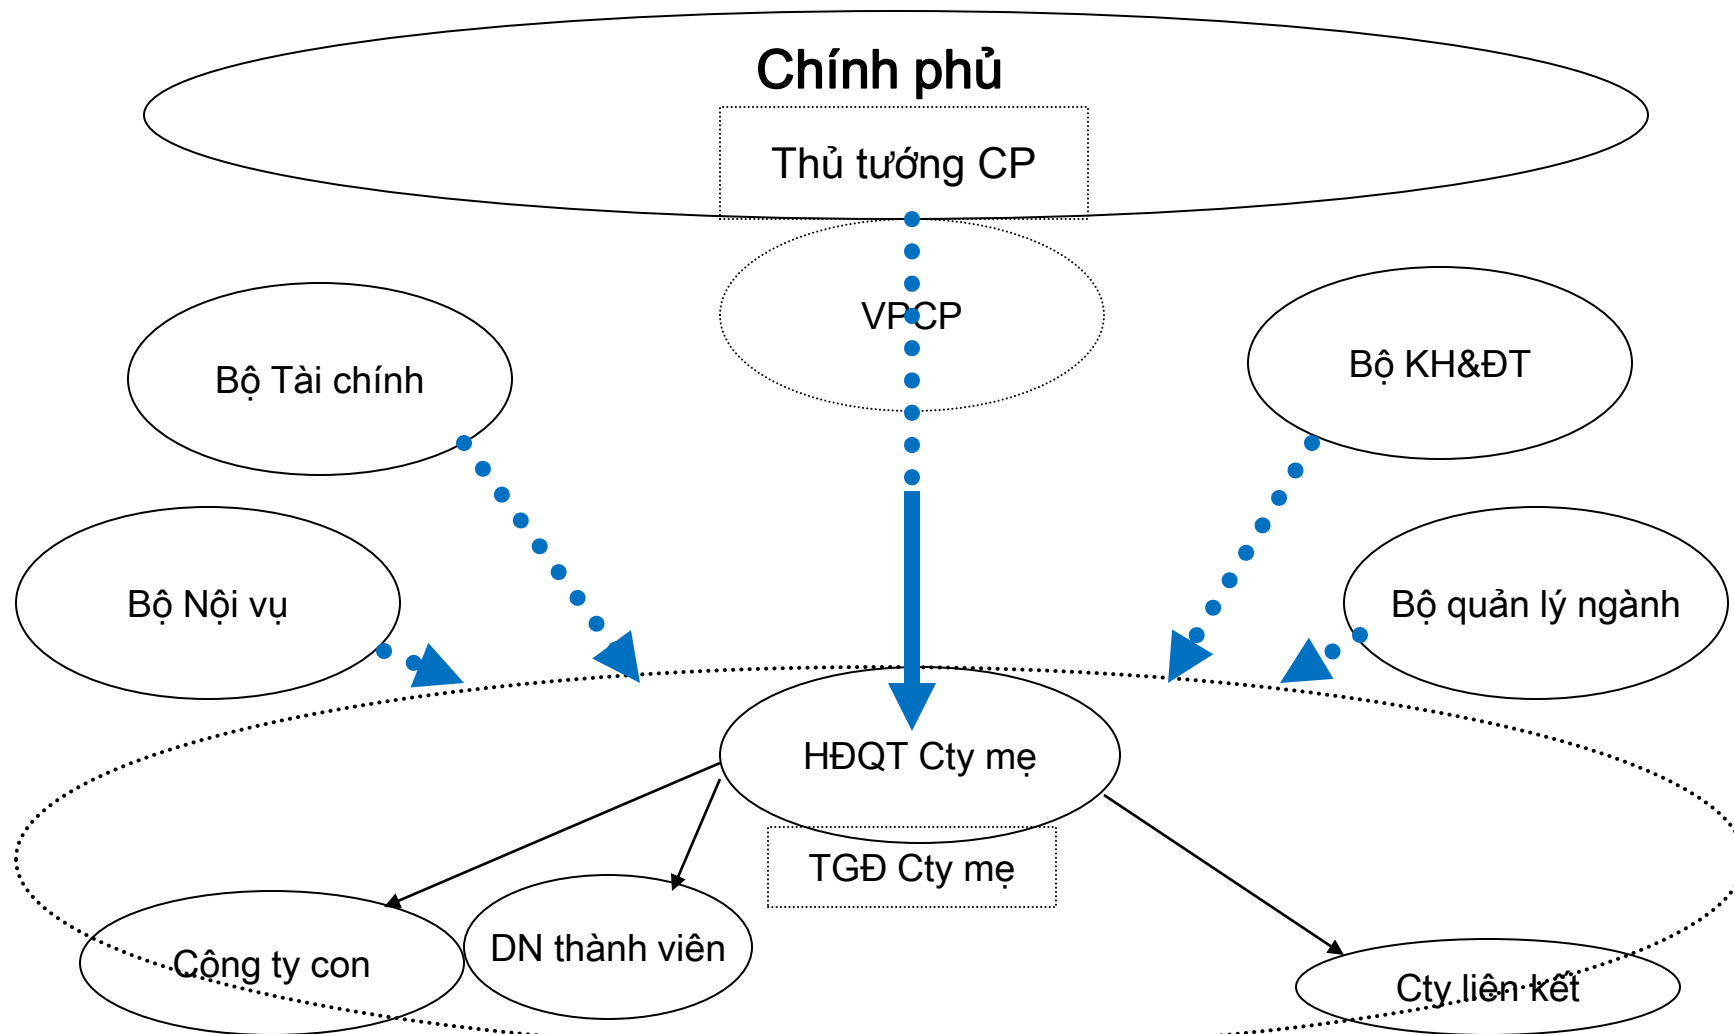 Chính phủ
Thủ tướng CP
VPCP
Bộ Tài chính
Bộ KH&ĐT
Bộ Nội vụ
Bộ quản lý ngành
HĐQT Cty mẹ
TGĐ Cty mẹ
Công ty con
DN thành viên
Cty liên kết